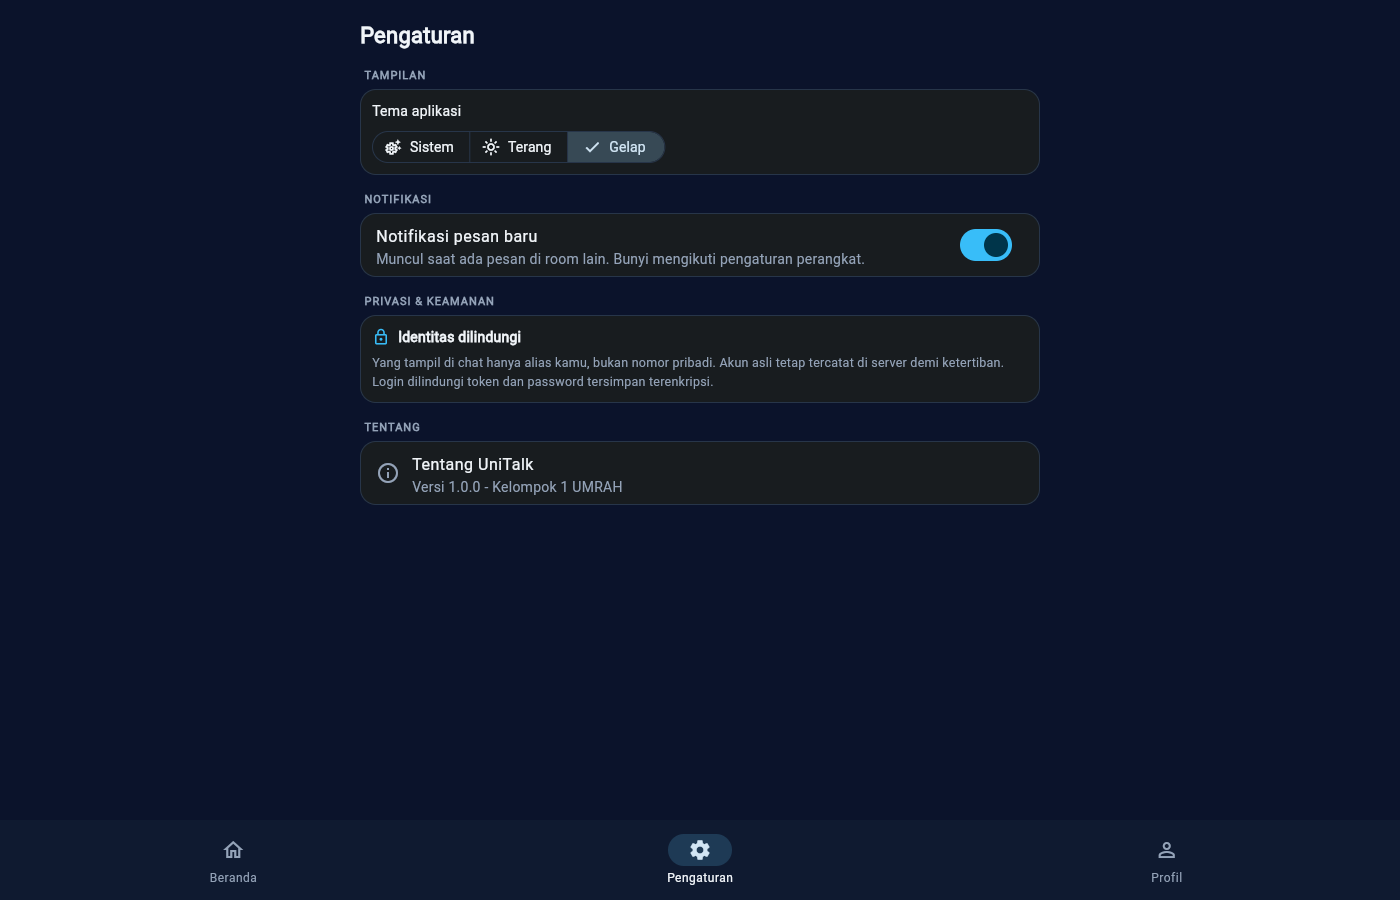 Pengaturan
TAMPILAN
Tema aplikasi
Sistem
Terang
Gelap
NOTIFIKASI
Notifikasi pesan baru
Muncul saat ada pesan di room lain. Bunyi mengikuti pengaturan perangkat.
PRIVASI & KEAMANAN
Identitas dilindungi
Yang tampil di chat hanya alias kamu, bukan nomor pribadi. Akun asli tetap tercatat di server demi ketertiban.
Login dilindungi token dan password tersimpan terenkripsi.
TENTANG
Tentang UniTalk
Versi 1.0.0 - Kelompok 1 UMRAH
Beranda
Pengaturan
Profil